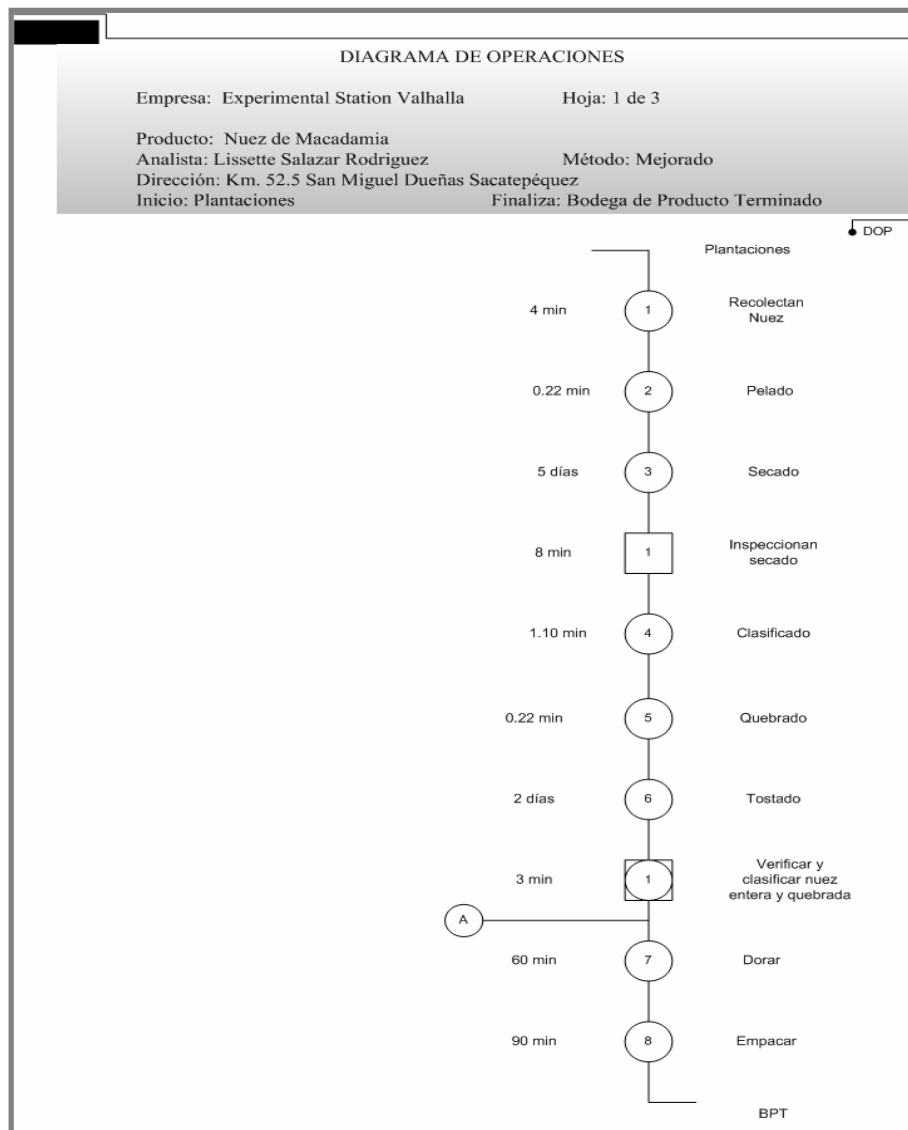 DIAGRAMA DE OPERACIONES
Empresa: Experimental Station Valhalla Hoja: 1 de 3
Producto: Nuez de Macadamia
Analista: Lissette Salazar Rodriguez Método: Mejorado
Dirección: Km. 52.5 San Miguel Dueñas Sacatepéquez
Inicio: Plantaciones Finaliza: Bodega de Producto Terminado
DOP
Plantaciones
4 min 1 Recolectan
Nuez
0.22 min 2 Pelado
5 días 3 Secado
8 min 1 Inspeccionan
secado
1.10 min 4 Clasificado
0.22 min 5 Quebrado
2 días 6 Tostado
3 min 1 Verificar y
clasificar nuez
entera y quebrada
A
60 min 7 Dorar
90 min 8 Empacar
BPT